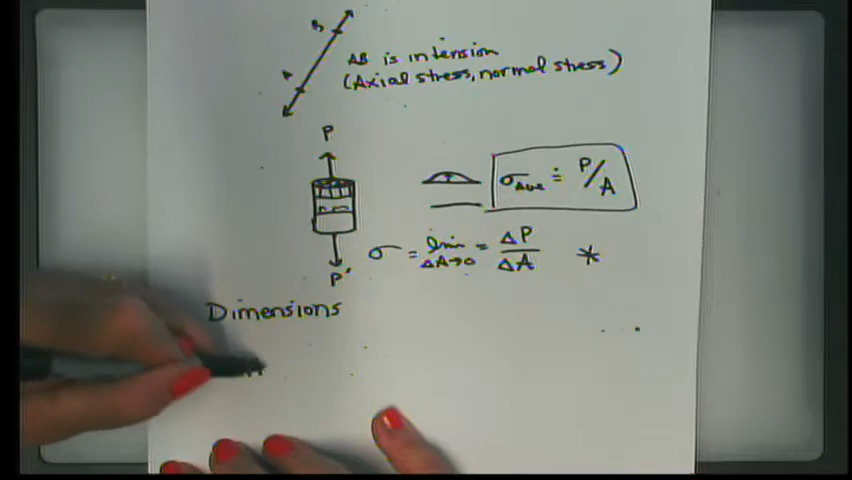 B
AB is in tension
A
(Axial stress, normal stress)
P
σAve ≐ P/A
σ = lim ΔA→0 = ΔP/ΔA *
P'
Dimensions